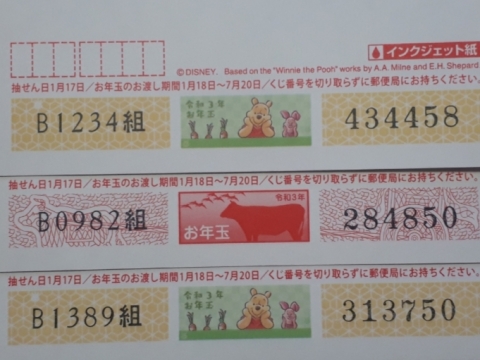 インクジェット紙
© DISNEY. Based on the "Winnie the Pooh" works by A.A. Milne and E.H. Shepard
抽せん日1月17日/お年玉のお渡し期間1月18日〜7月20日/くじ番号を切り取らずに郵便局にお持ちください。
B1234組 令和3年 お年玉 434458
抽せん日1月17日/お年玉のお渡し期間1月18日〜7月20日/くじ番号を切り取らずに郵便局にお持ちください。
B0982組 令和3年 お年玉 284850
抽せん日1月17日/お年玉のお渡し期間1月18日〜7月20日/くじ番号を切り取らずに郵便局にお持ちください。
B1389組 令和3年 お年玉 313750